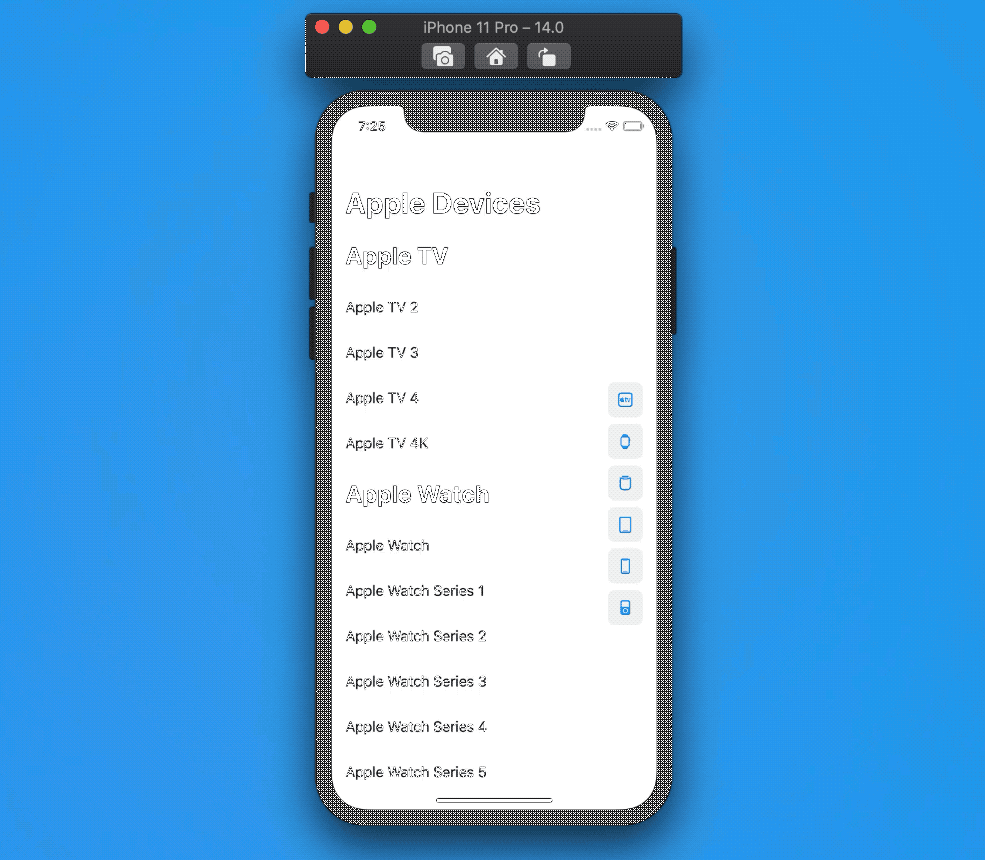 iPhone 11 Pro – 14.0
7:25
Apple Devices
Apple TV
Apple TV 2
Apple TV 3
Apple TV 4
Apple TV 4K
tv
Apple Watch
Apple Watch
Apple Watch Series 1
Apple Watch Series 2
Apple Watch Series 3
Apple Watch Series 4
Apple Watch Series 5